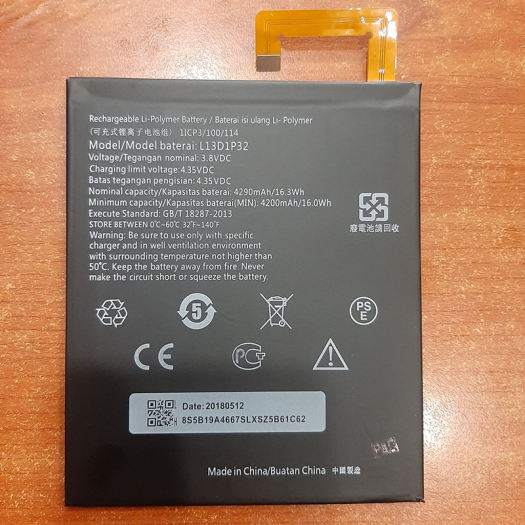 Rechargeable Li-Polymer Battery / Baterai isi ulang Li- Polymer
(可充式锂离子电池组) 1ICP3/100/114
Model/Model baterai: L13D1P32
Voltage/Tegangan nominal: 3.8VDC
Charging limit voltage: 4.35VDC
Batas tegangan pengisian: 4.35VDC
Nominal capacity/Kapasitas baterai: 4290mAh/16.3Wh
Minimum capacity/Kapasitas baterai(MIN): 4200mAh/16.0Wh
Execute Standard: GB/T 18287-2013
STORE BETWEEN 0℃~60℃ 32℉~140℉
Warning: Be sure to use only with specific
charger and in well ventilation environment
with surrounding temperature not higher than
50℃. Keep the battery away from fire. Never
make the circuit short or squeeze the battery.
廢電池請回收
5
PS
E
CE
PC
Date: 20180512
8S5B19A4667SLXSZ5B61C62
Made in China/Buatan China 中國製造